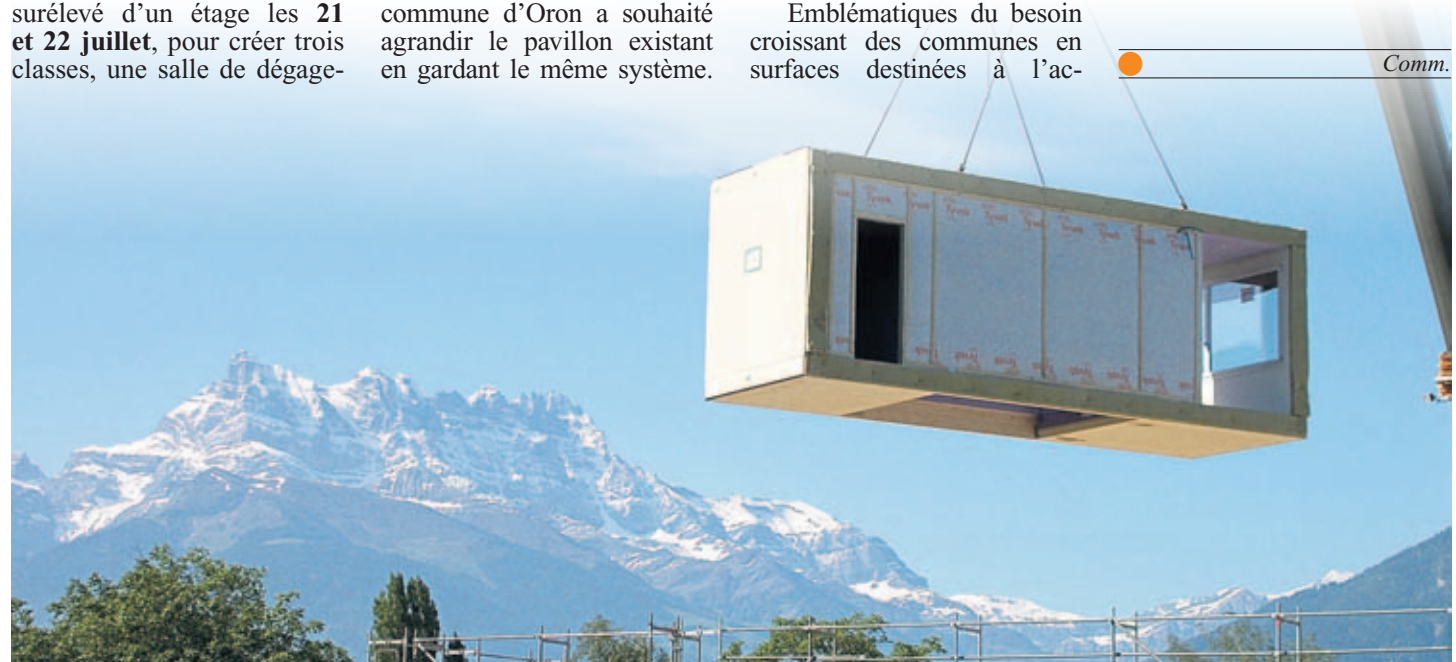 surélevé d’un étage les 21
et 22 juillet, pour créer trois
classes, une salle de dégage-
commune d’Oron a souhaité
agrandir le pavillon existant
en gardant le même système.
Emblématiques du besoin
croissant des communes en
surfaces destinées à l’ac-
Comm.